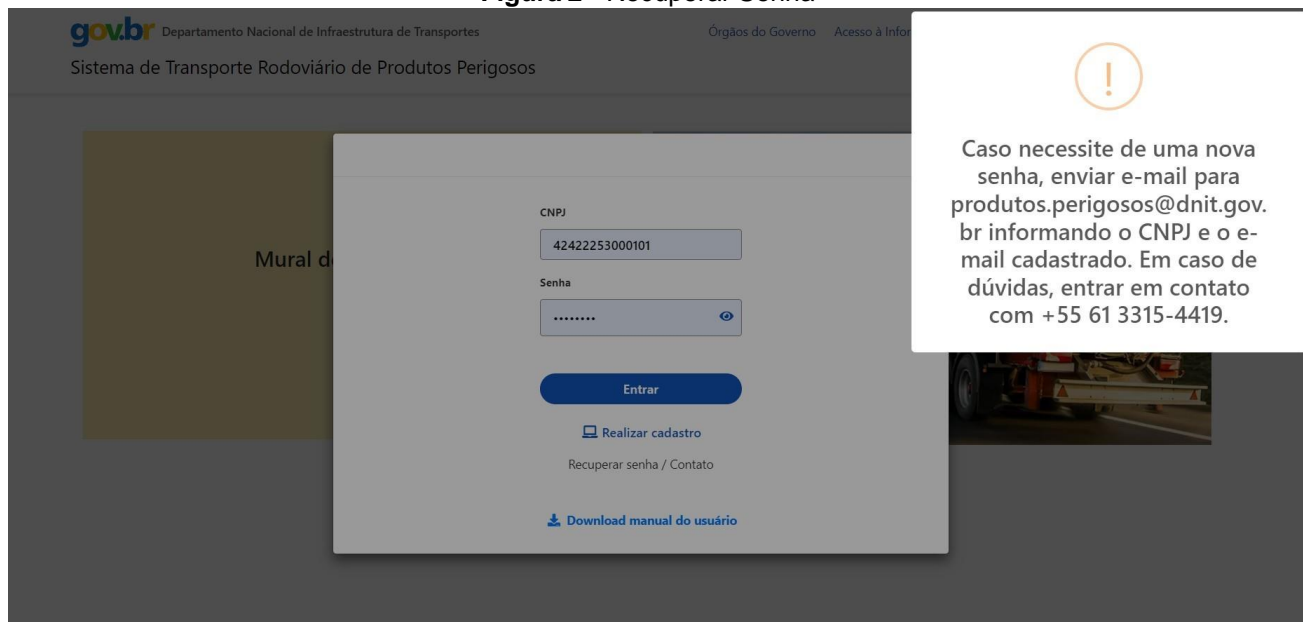 Figura 2 - Recuperar Senha
gov.br Departamento Nacional de Infraestrutura de Transportes
Órgãos do Governo Acesso à Infor
Sistema de Transporte Rodoviário de Produtos Perigosos
Mural d
CNPJ
42422253000101
Senha
........
Entrar
Realizar cadastro
Recuperar senha / Contato
Download manual do usuário
!
Caso necessite de uma nova
senha, enviar e-mail para
produtos.perigosos@dnit.gov.
br informando o CNPJ e o e-
mail cadastrado. Em caso de
dúvidas, entrar em contato
com +55 61 3315-4419.